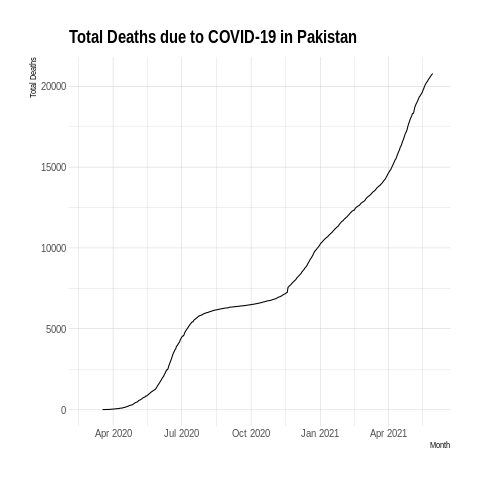 Total Deaths due to COVID-19 in Pakistan
Total Deaths
20000
15000
10000
5000
0
Apr 2020 Jul 2020 Oct 2020 Jan 2021 Apr 2021
Month